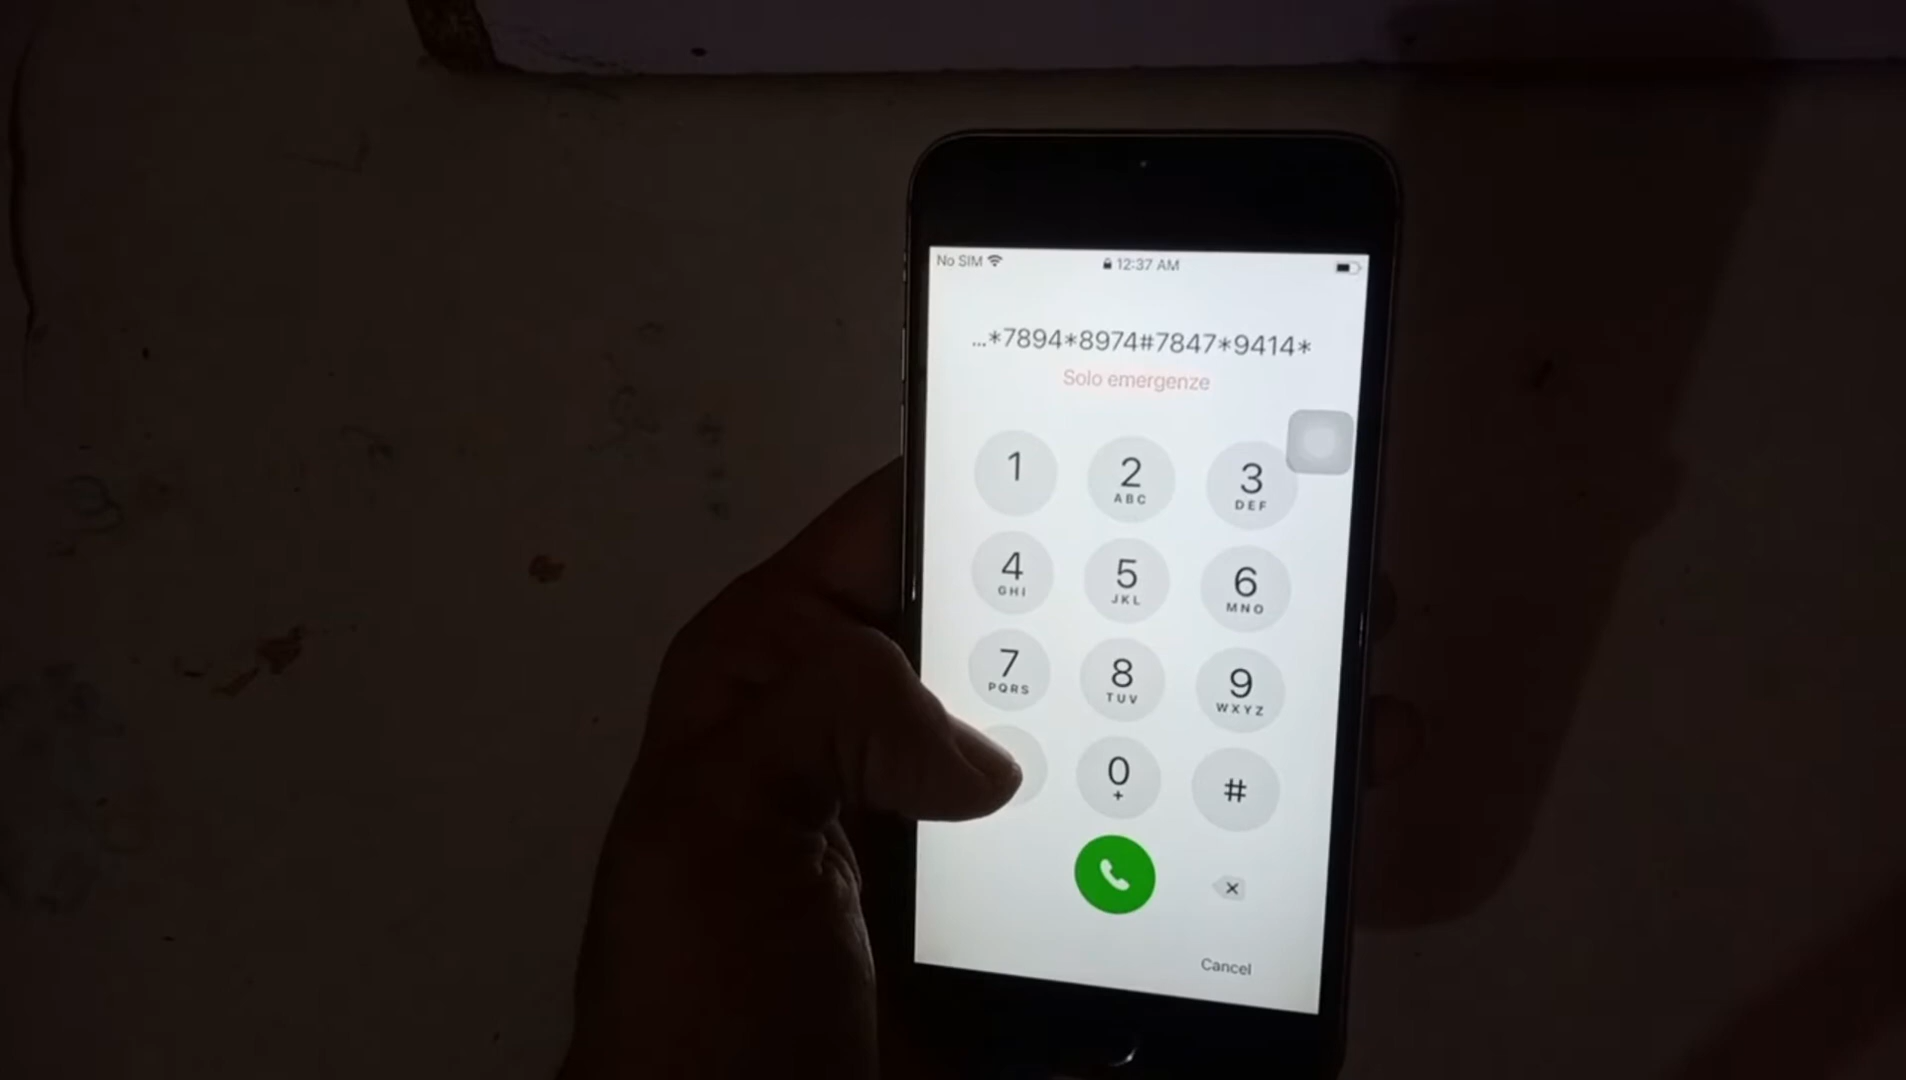 No SIM 12:37 AM
...*7894*8974#7847*9414*
Solo emergenze
1 2 3
ABC DEF
4 5 6
GHI JKL MNO
7 8 9
PQRS TUV WXYZ
0 #
+
Cancel